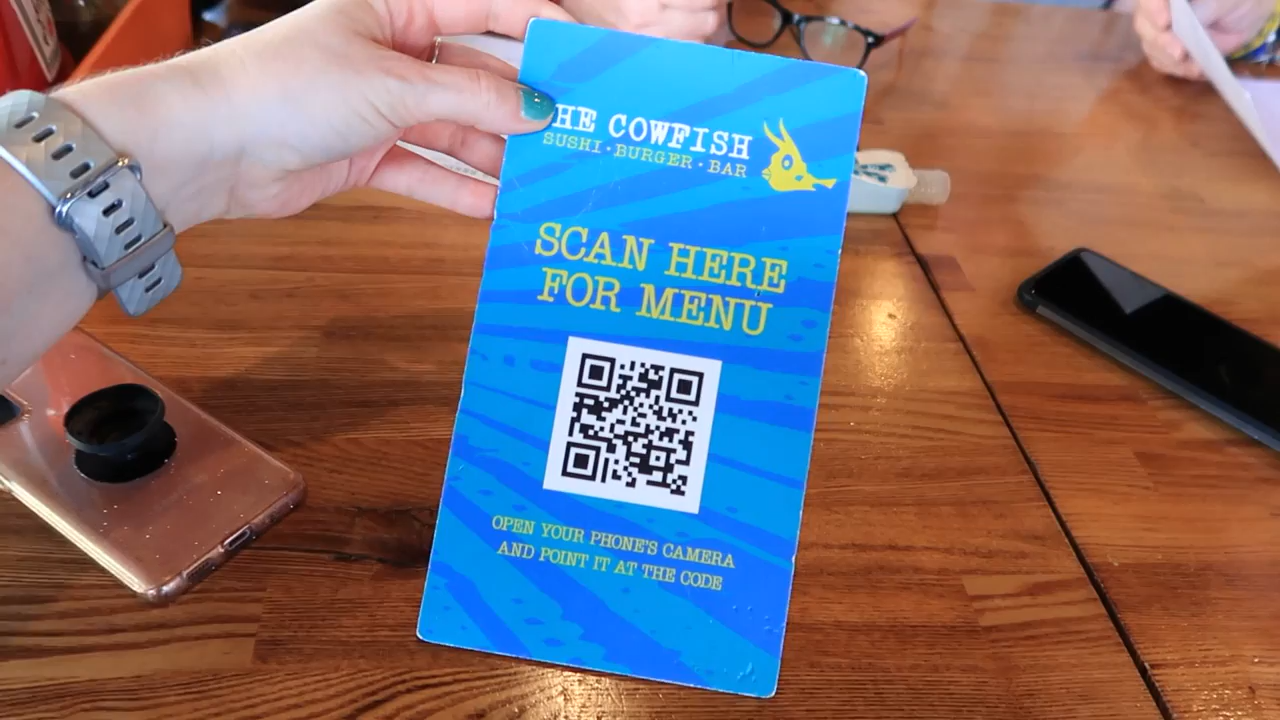 HE COWFISH
SUSHI·BURGER·BAR
SCAN HERE
FOR MENU
OPEN YOUR PHONE'S CAMERA
AND POINT IT AT THE CODE